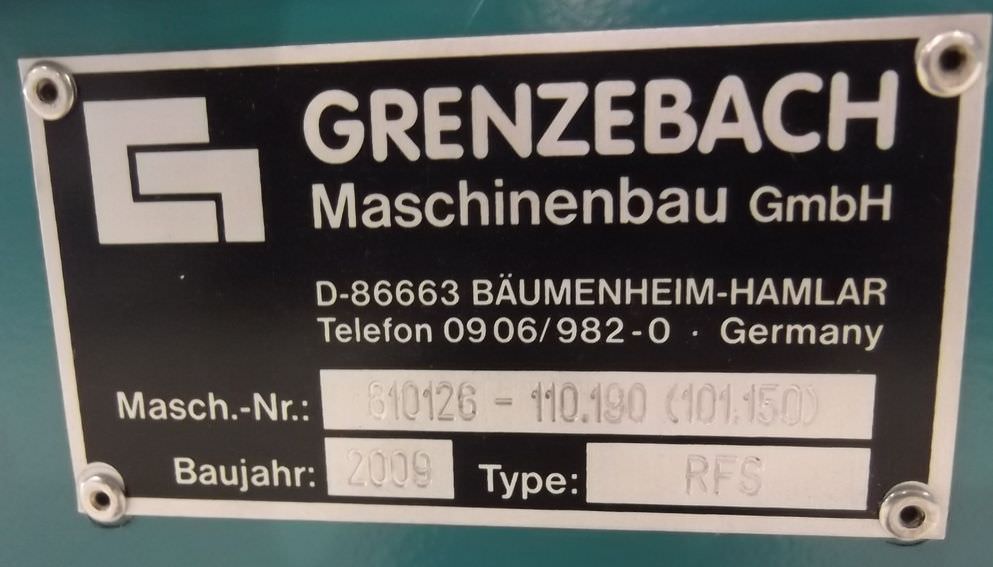 GRENZEBACH
Maschinenbau GmbH
D-86663 BÄUMENHEIM-HAMLAR
Telefon 0906/982-0 · Germany
Masch.-Nr.: 810126 - 110.190 (101.150)
Baujahr: 2009 Type: RFS